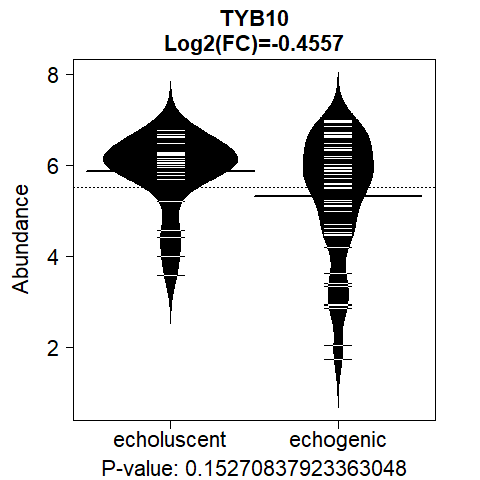 TYB10
Log2(FC)=-0.4557
Abundance
8
6
4
2
echoluscent echogenic
P-value: 0.15270837923363048